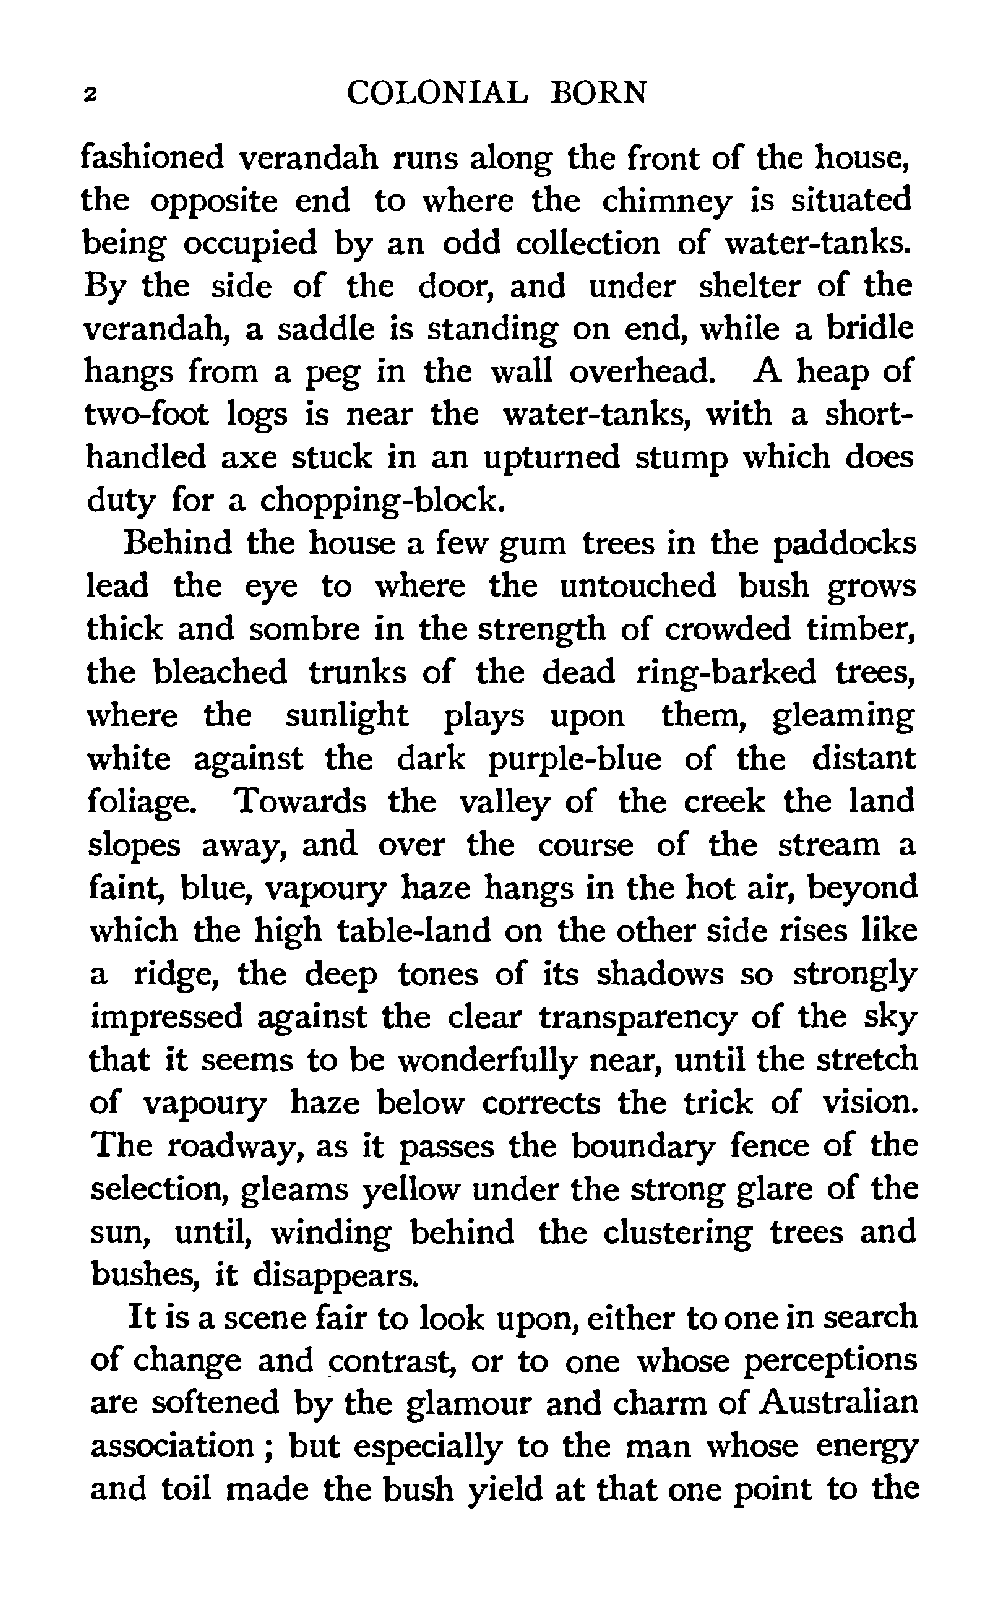 2 COLONIAL BORN
fashioned verandah runs along the front of the house,
the opposite end to where the chimney is situated
being occupied by an odd collection of water-tanks.
By the side of the door, and under shelter of the
verandah, a saddle is standing on end, while a bridle
hangs from a peg in the wall overhead. A heap of
two-foot logs is near the water-tanks, with a short-
handled axe stuck in an upturned stump which does
duty for a chopping-block.
Behind the house a few gum trees in the paddocks
lead the eye to where the untouched bush grows
thick and sombre in the strength of crowded timber,
the bleached trunks of the dead ring-barked trees,
where the sunlight plays upon them, gleaming
white against the dark purple-blue of the distant
foliage. Towards the valley of the creek the land
slopes away, and over the course of the stream a
faint, blue, vapoury haze hangs in the hot air, beyond
which the high table-land on the other side rises like
a ridge, the deep tones of its shadows so strongly
impressed against the clear transparency of the sky
that it seems to be wonderfully near, until the stretch
of vapoury haze below corrects the trick of vision.
The roadway, as it passes the boundary fence of the
selection, gleams yellow under the strong glare of the
sun, until, winding behind the clustering trees and
bushes, it disappears.
It is a scene fair to look upon, either to one in search
of change and contrast, or to one whose perceptions
are softened by the glamour and charm of Australian
association ; but especially to the man whose energy
and toil made the bush yield at that one point to the